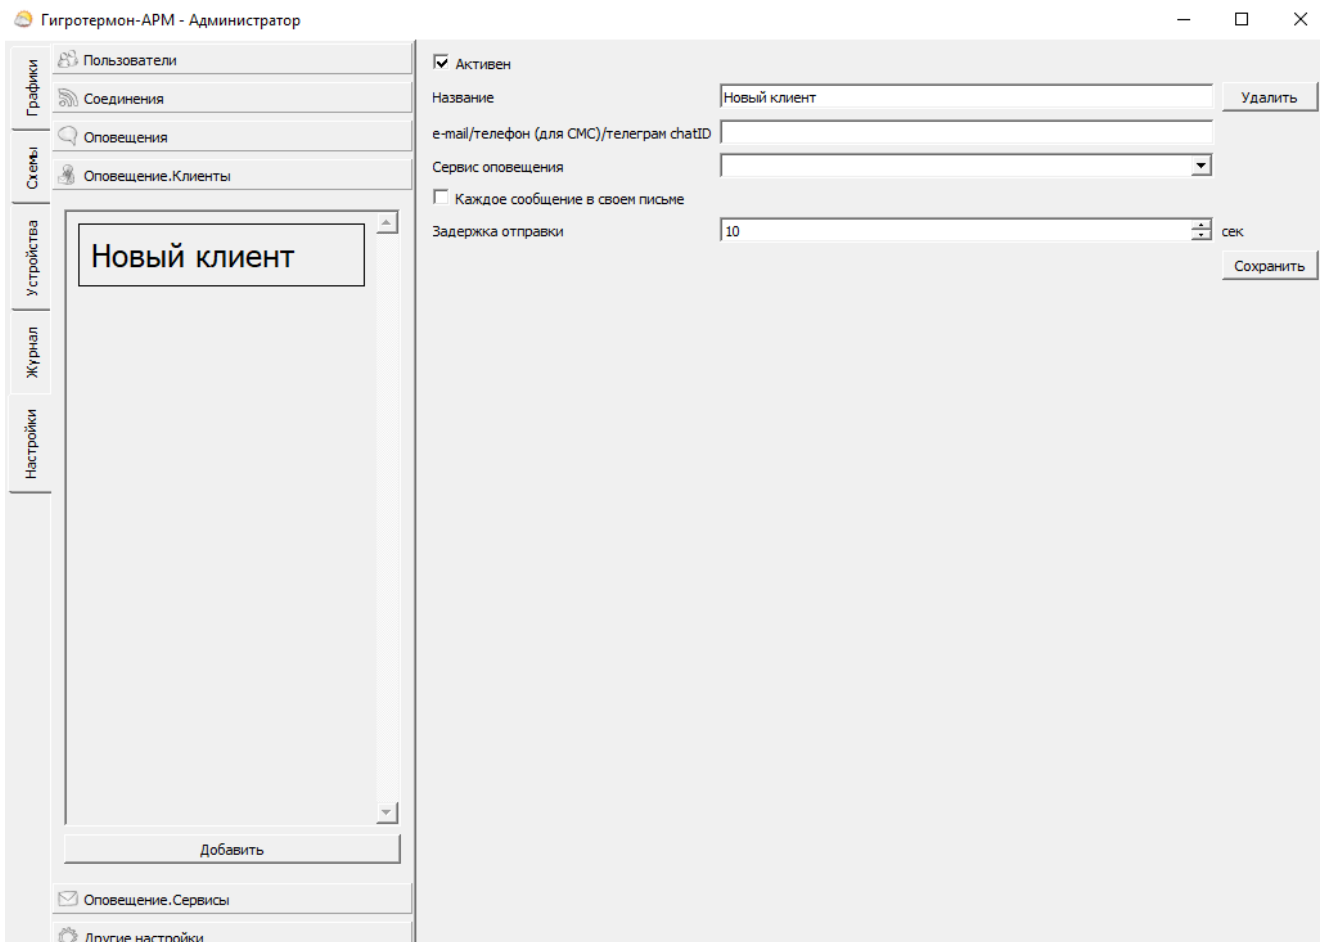 Гигротермон-АРМ - Администратор
Графики
Схемы
Устройства
Журнал
Настройки
Пользователи
Соединения
Оповещения
Оповещение.Клиенты
Новый клиент
Добавить
Оповещение.Сервисы
Другие настройки
Активен
Название
Новый клиент
Удалить
e-mail/телефон (для СМС)/телеграм chatID
Сервис оповещения
Каждое сообщение в своем письме
Задержка отправки
10
сек
Сохранить